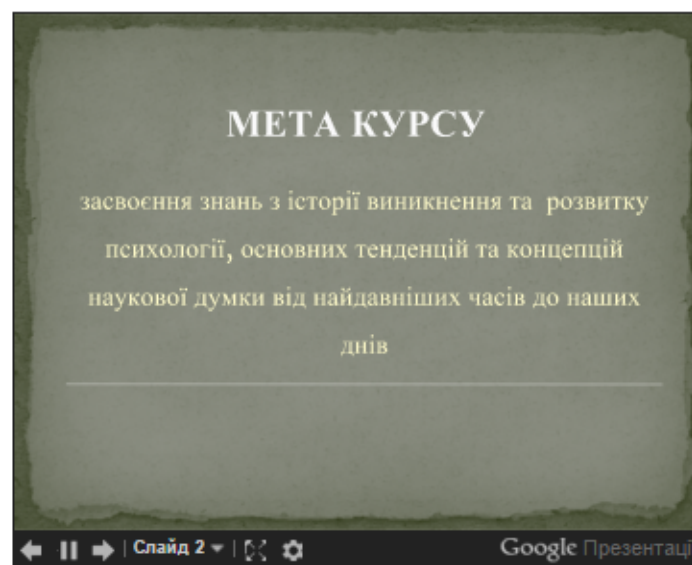 МЕТА КУРСУ
засвоєння знань з історії виникнення та розвитку
психології, основних тенденцій та концепцій
наукової думки від найдавніших часів до наших
днів
Слайд 2
Google Презентації